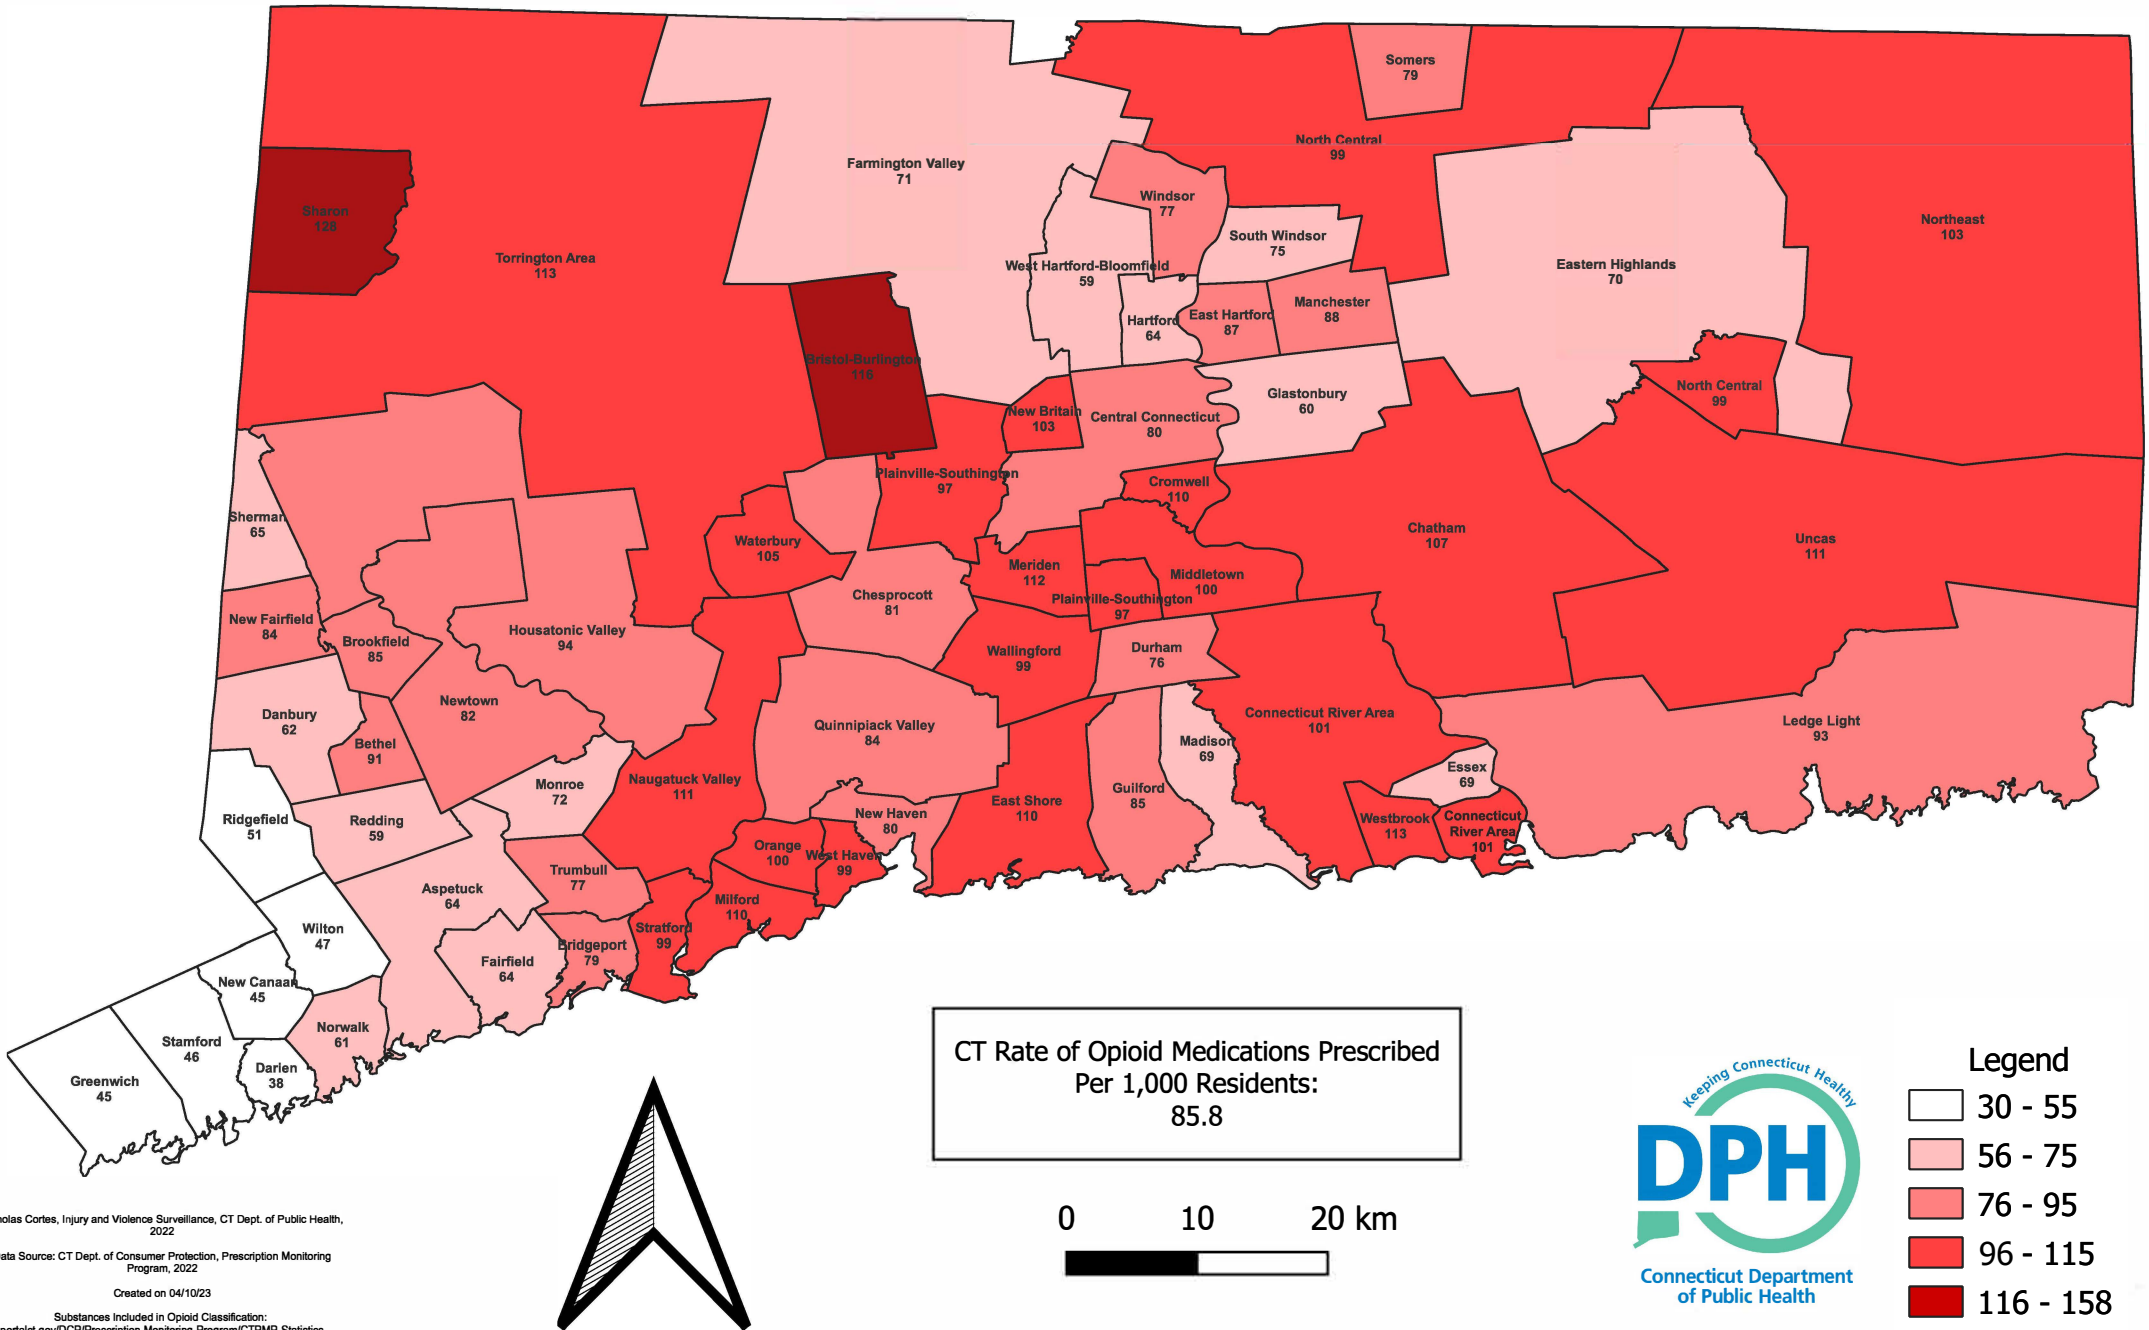 Somers
79
North Central
99
Farmington Valley
71
Windsor
77
Sharon
128
Northeast
103
South Windsor
75
Torrington Area
113
West Hartford-Bloomfield
59
Eastern Highlands
70
Manchester
88
East Hartford
87
Hartford
64
Bristol-Burlington
116
North Central
99
Glastonbury
60
New Britain
103
Central Connecticut
80
Plainville-Southington
97
Cromwell
110
Sherman
65
Chatham
107
Waterbury
105
Uncas
111
Meriden
112
Middletown
100
Chesprocott
81
Plainville-Southington
97
New Fairfield
84
Housatonic Valley
94
Brookfield
85
Wallingford
99
Durham
76
Newtown
82
Danbury
62
Connecticut River Area
101
Ledge Light
93
Quinnipiack Valley
84
Bethel
91
Madison
69
Essex
69
Naugatuck Valley
111
Monroe
72
Guilford
85
East Shore
110
New Haven
80
Ridgefield
51
Redding
59
Westbrook
113
Connecticut
River Area
101
Orange
100
West Haven
99
Trumbull
77
Aspetuck
64
Milford
110
Wilton
47
Stratford
99
Bridgeport
79
Fairfield
64
New Canaan
45
Norwalk
61
Stamford
46
Darien
38
Greenwich
45
CT Rate of Opioid Medications Prescribed
Per 1,000 Residents:
85.8
0 10 20 km
Keeping Connecticut Healthy
DPH
Connecticut Department
of Public Health
Legend
30 - 55
56 - 75
76 - 95
96 - 115
116 - 158
Cortes, Injury and Violence Surveillance, CT Dept. of Public Health,
2022
Source: CT Dept. of Consumer Protection, Prescription Monitoring
Program, 2022
Created on 04/10/23
Substances Included in Opioid Classification: